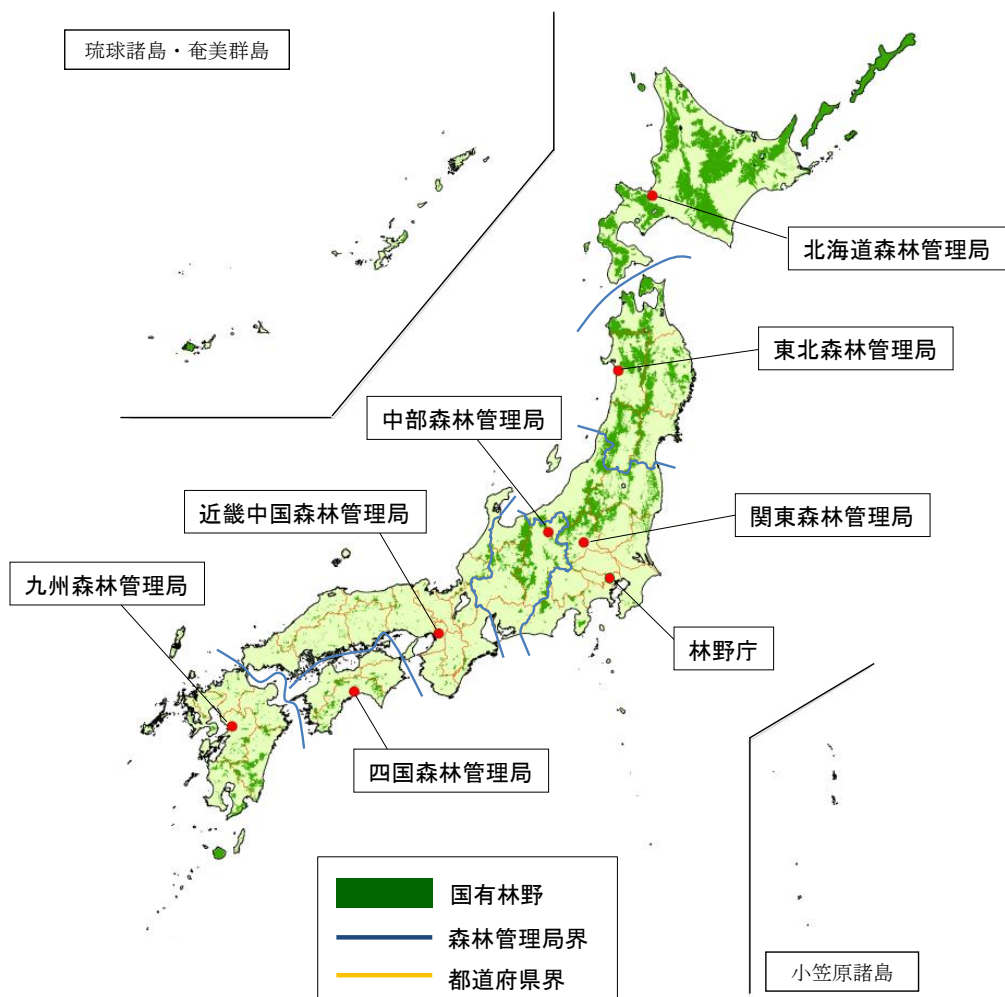 琉球諸島・奄美群島
北海道森林管理局
東北森林管理局
中部森林管理局
近畿中国森林管理局
関東森林管理局
九州森林管理局
林野庁
四国森林管理局
国有林野
森林管理局界
都道府県界
小笠原諸島